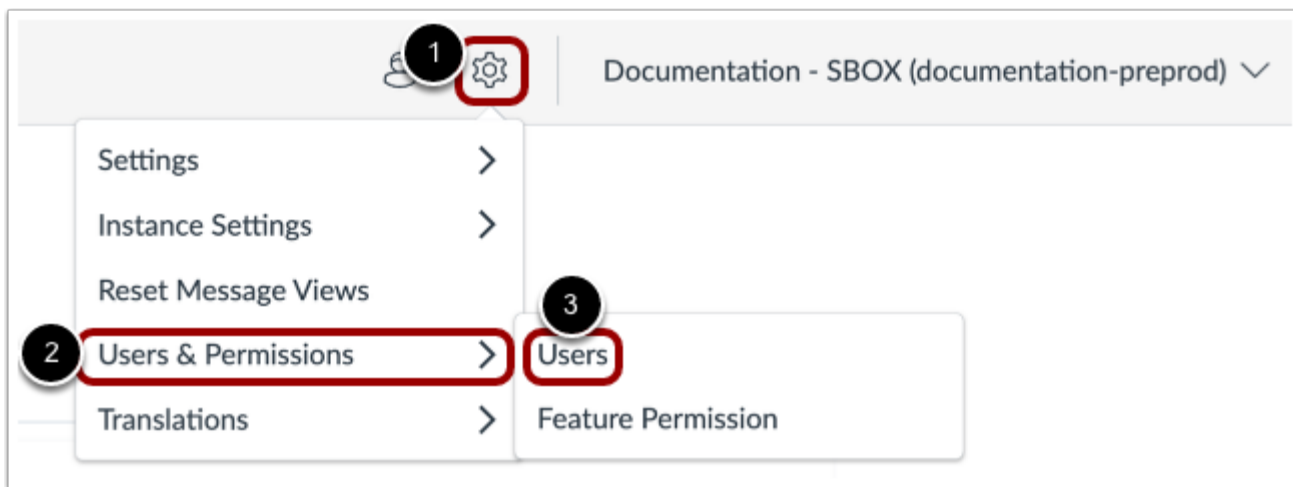 1
Documentation - SBOX (documentation-preprod)
Settings
Instance Settings
Reset Message Views
3
2 Users & Permissions Users
Translations Feature Permission